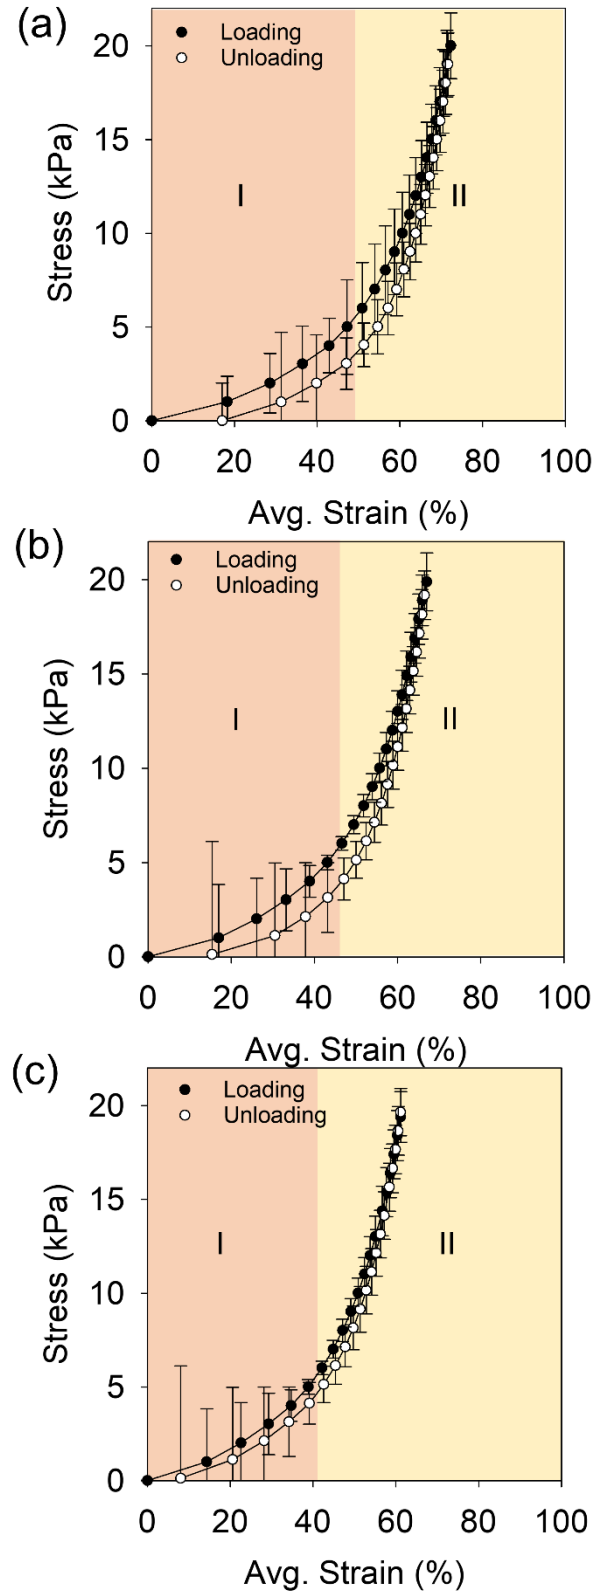 (a)
Loading
Unloading
20
15
10
5
0
Stress (kPa)
I
II
0 20 40 60 80 100
Avg. Strain (%)
(b)
Loading
Unloading
20
15
10
5
0
Stress (kPa)
I
II
0 20 40 60 80 100
Avg. Strain (%)
(c)
Loading
Unloading
20
15
10
5
0
Stress (kPa)
I
II
0 20 40 60 80 100
Avg. Strain (%)